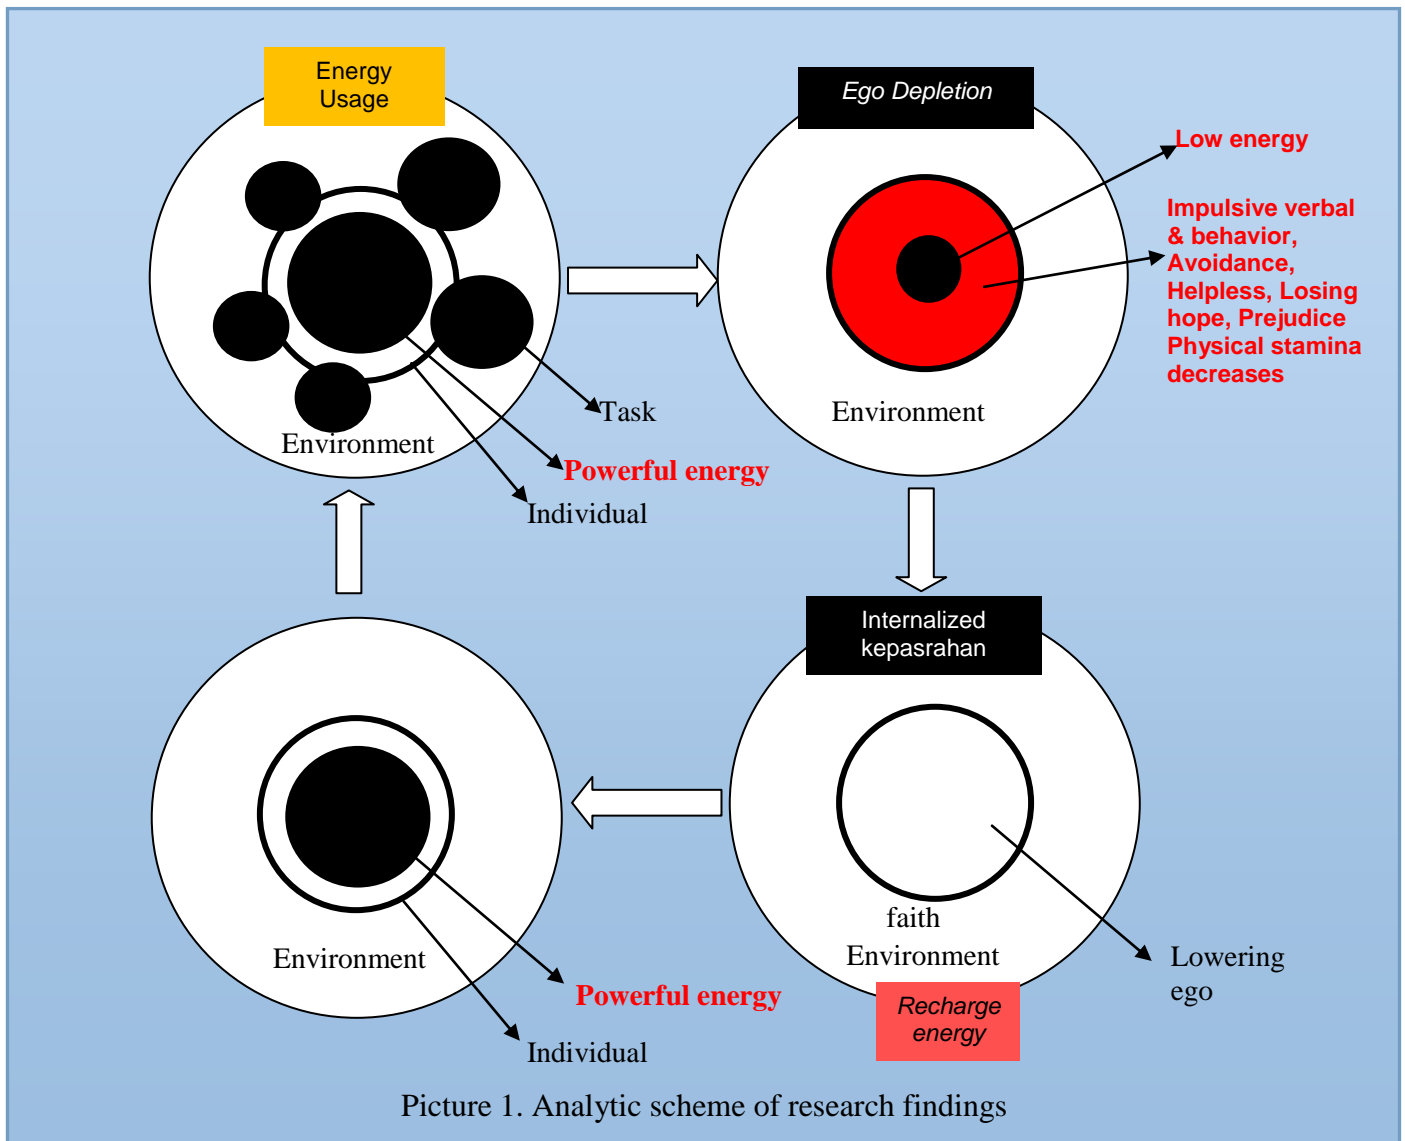 Energy
Usage
Task
Powerful energy
Individual
Environment
Ego Depletion
Low energy
Impulsive verbal
& behavior,
Avoidance,
Helpless, Losing
hope, Prejudice
Physical stamina
decreases
Environment
Internalized
kepasrahan
faith
Environment
Lowering
ego
Recharge
energy
Environment
Powerful energy
Individual
Picture 1. Analytic scheme of research findings